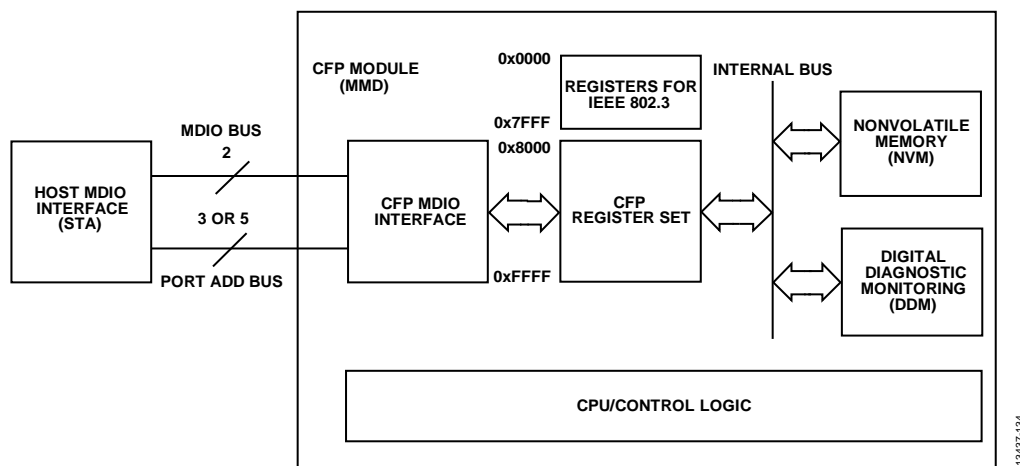 CFP MODULE
(MMD)
0x0000
REGISTERS FOR
IEEE 802.3
0x7FFF
INTERNAL BUS
MDIO BUS
2
0x8000
NONVOLATILE
MEMORY
(NVM)
HOST MDIO
INTERFACE
(STA)
3 OR 5
PORT ADD BUS
CFP MDIO
INTERFACE
CFP
REGISTER SET
0xFFFF
DIGITAL
DIAGNOSTIC
MONITORING
(DDM)
CPU/CONTROL LOGIC
12437-134